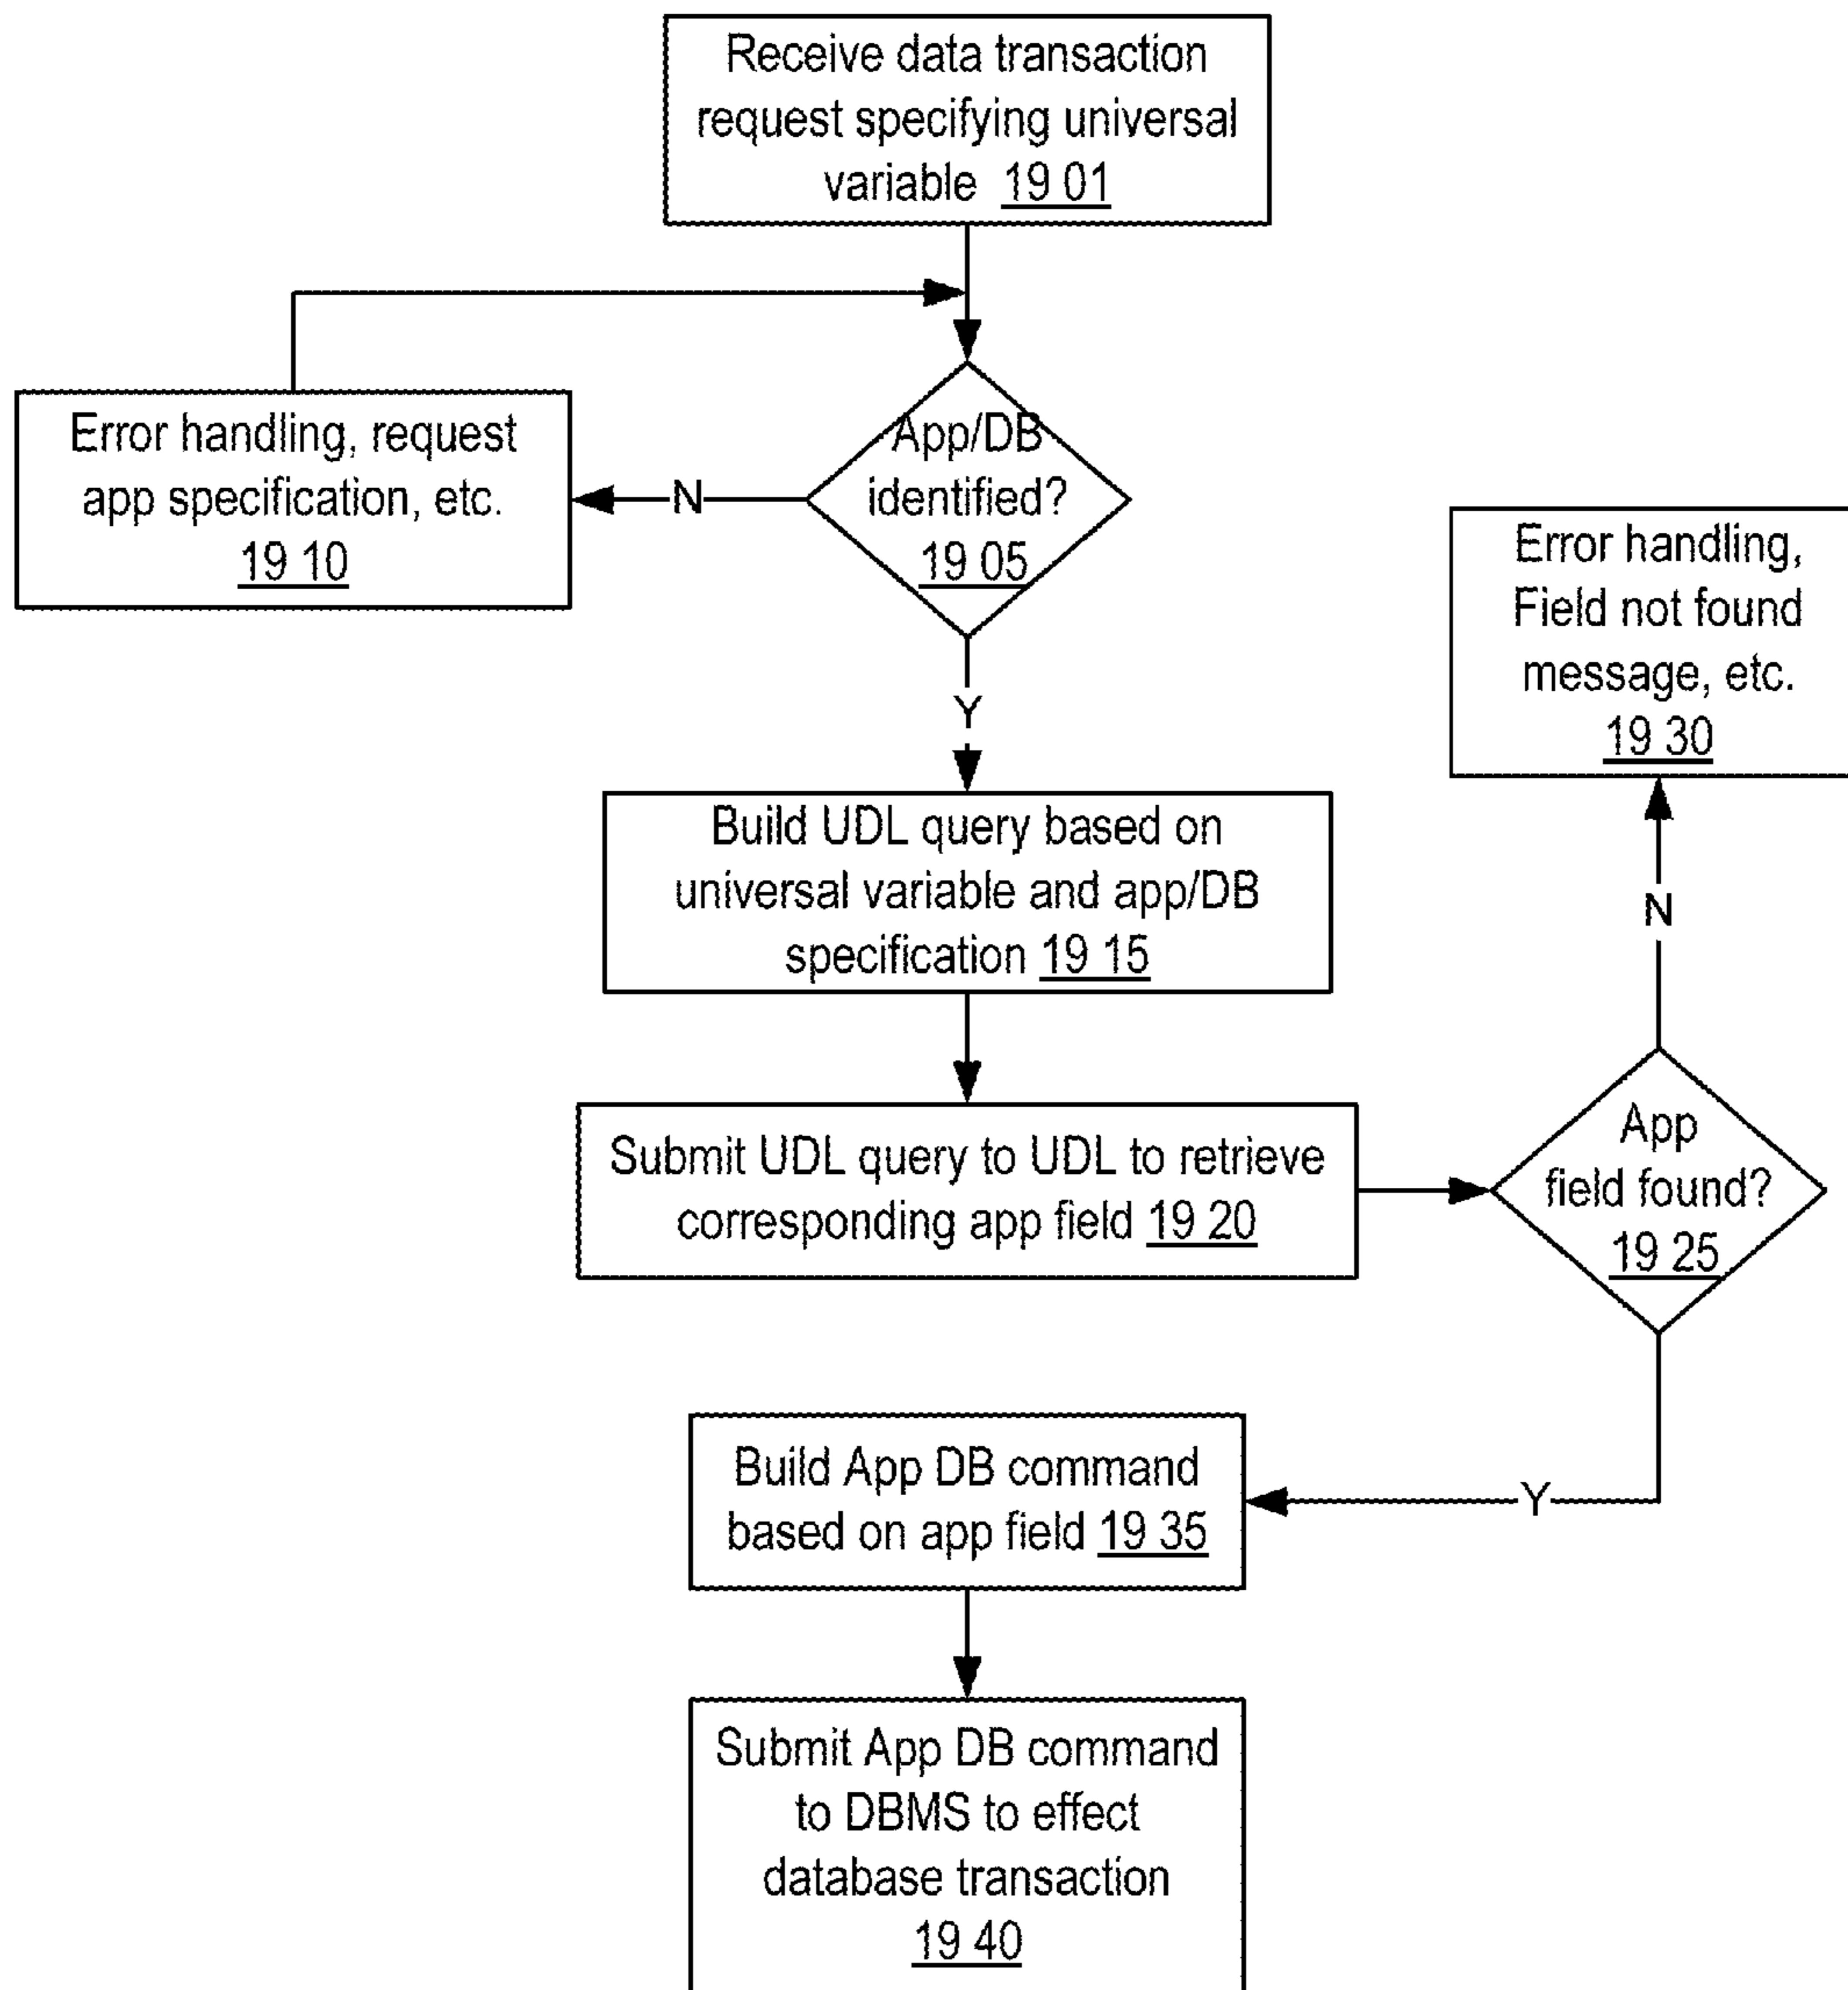 Receive data transaction
request specifying universal
variable 19 01
App/DB
identified?
19 05
N
Error handling, request
app specification, etc.
19 10
Y
Build UDL query based on
universal variable and app/DB
specification 19 15
Submit UDL query to UDL to retrieve
corresponding app field 19 20
App
field found?
19 25
N
Error handling,
Field not found
message, etc.
19 30
Y
Build App DB command
based on app field 19 35
Submit App DB command
to DBMS to effect
database transaction
19 40